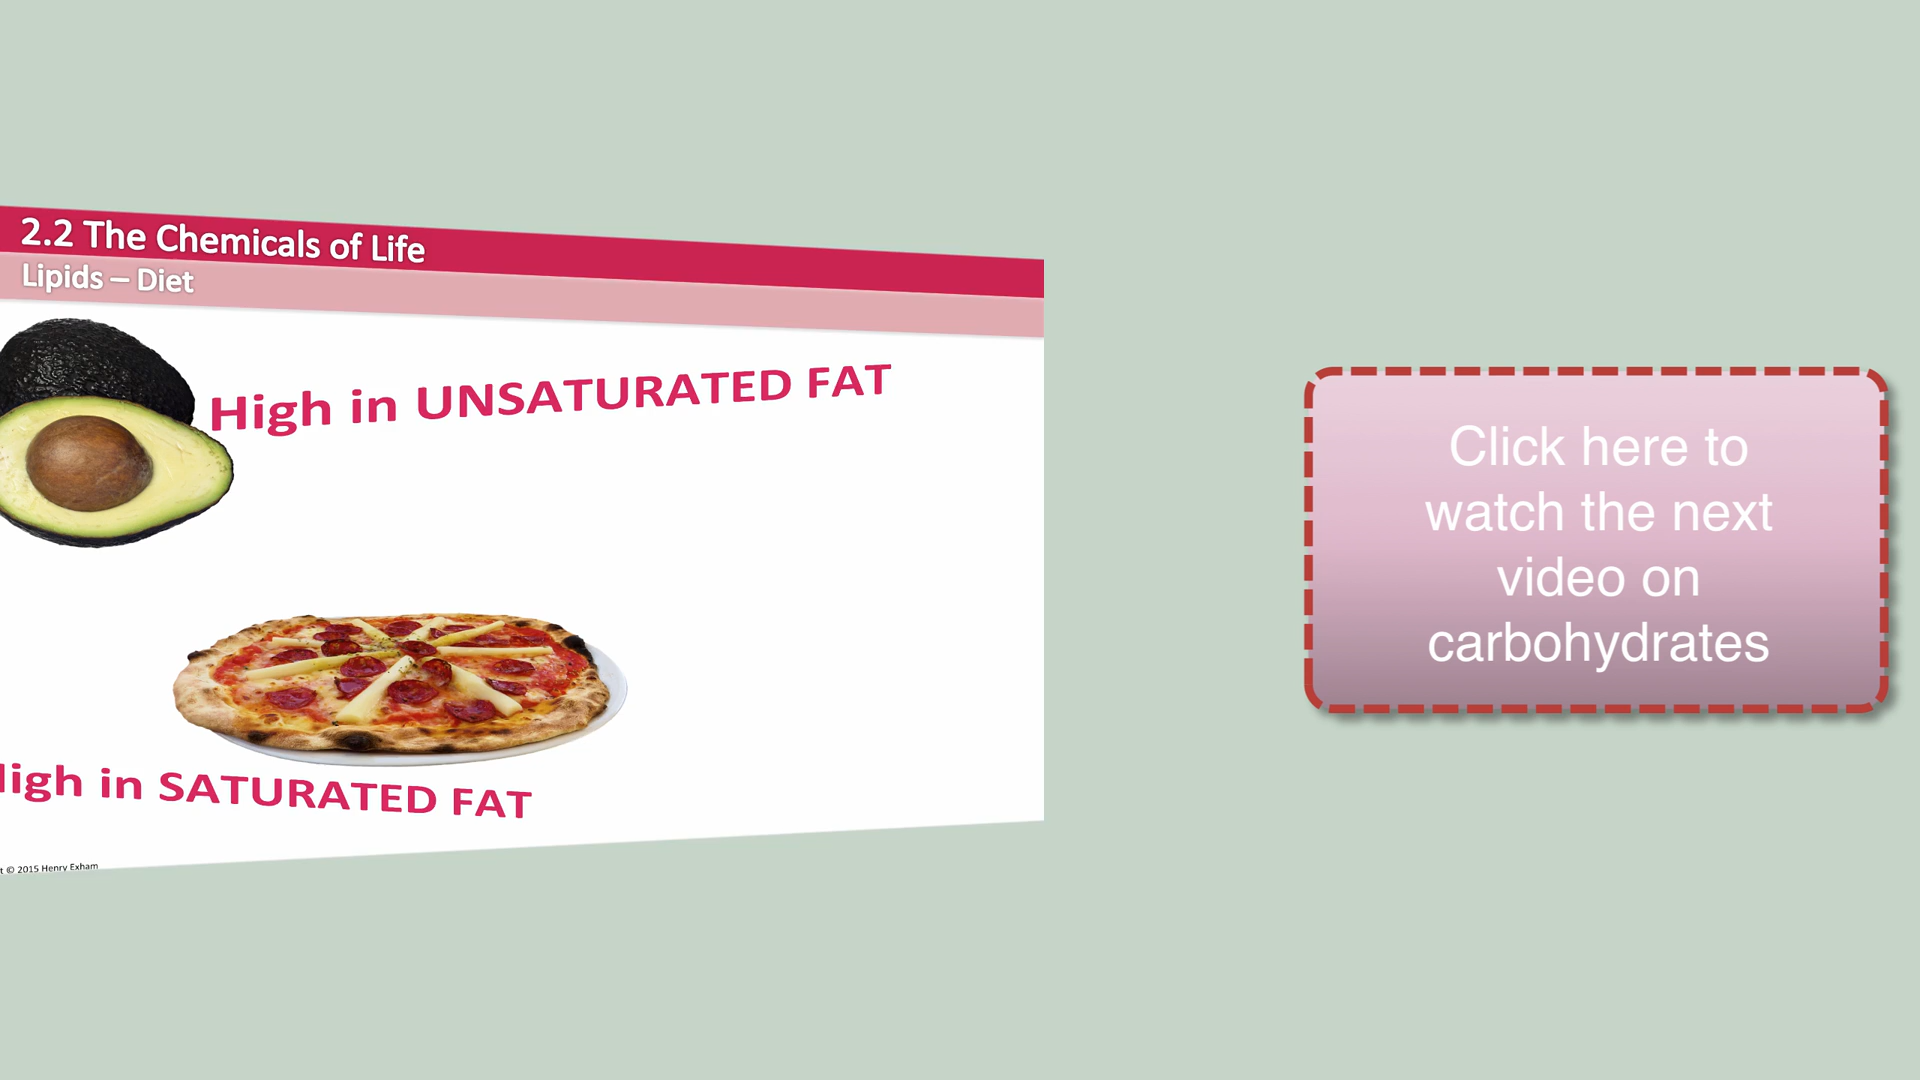 2.2 The Chemicals of Life
Lipids – Diet
High in UNSATURATED FAT
Click here to
watch the next
video on
carbohydrates
in SATURATED FAT
© 2015 Henry Exham